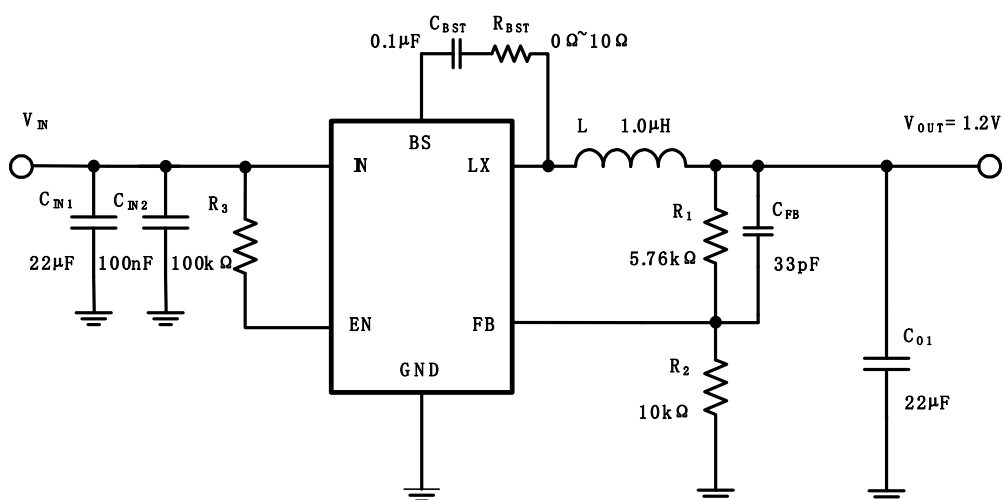 C_BST R_BST
0.1μF 0Ω~10Ω
V_IN
BS
L 1.0μH
V_OUT= 1.2V
IN LX
C_IN1 C_IN2 R_3
22μF 100nF 100kΩ
R_1 C_FB
5.76kΩ 33pF
EN FB
GND
R_2
10kΩ
C_O1
22μF